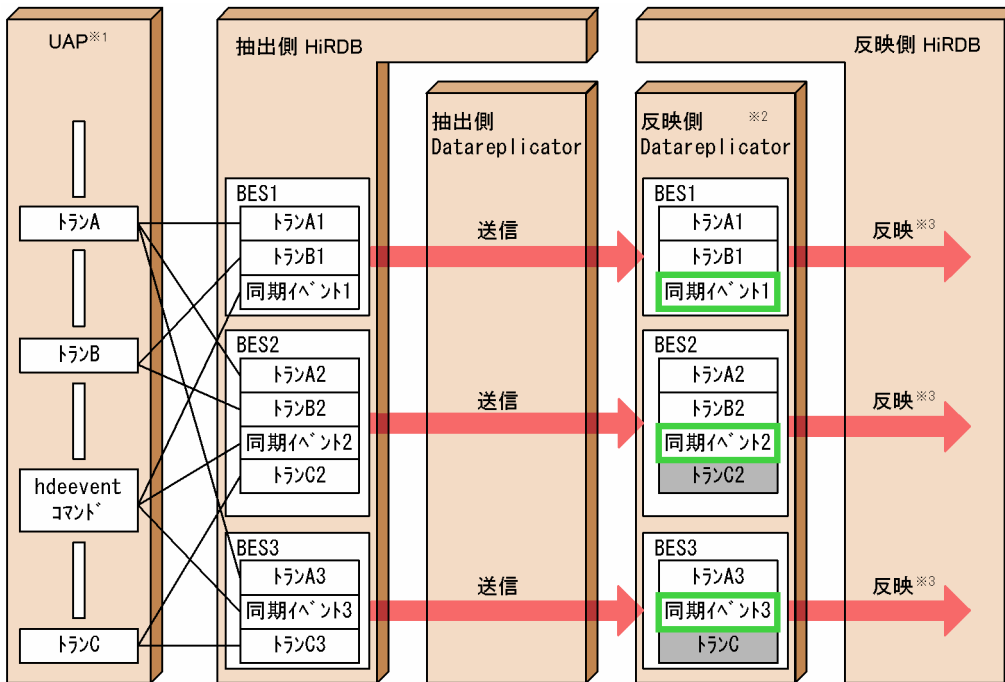 UAP※1
トランA
トランB
hdeevent
コマンド
トランC
抽出側 HiRDB
BES1
トランA1
トランB1
同期イベント1
BES2
トランA2
トランB2
同期イベント2
トランC2
BES3
トランA3
同期イベント3
トランC3
抽出側
Datareplicator
送信
送信
送信
反映側 ※2
Datareplicator
BES1
トランA1
トランB1
同期イベント1
BES2
トランA2
トランB2
同期イベント2
トランC2
BES3
トランA3
同期イベント3
トランC
反映側 HiRDB
反映※3
反映※3
反映※3